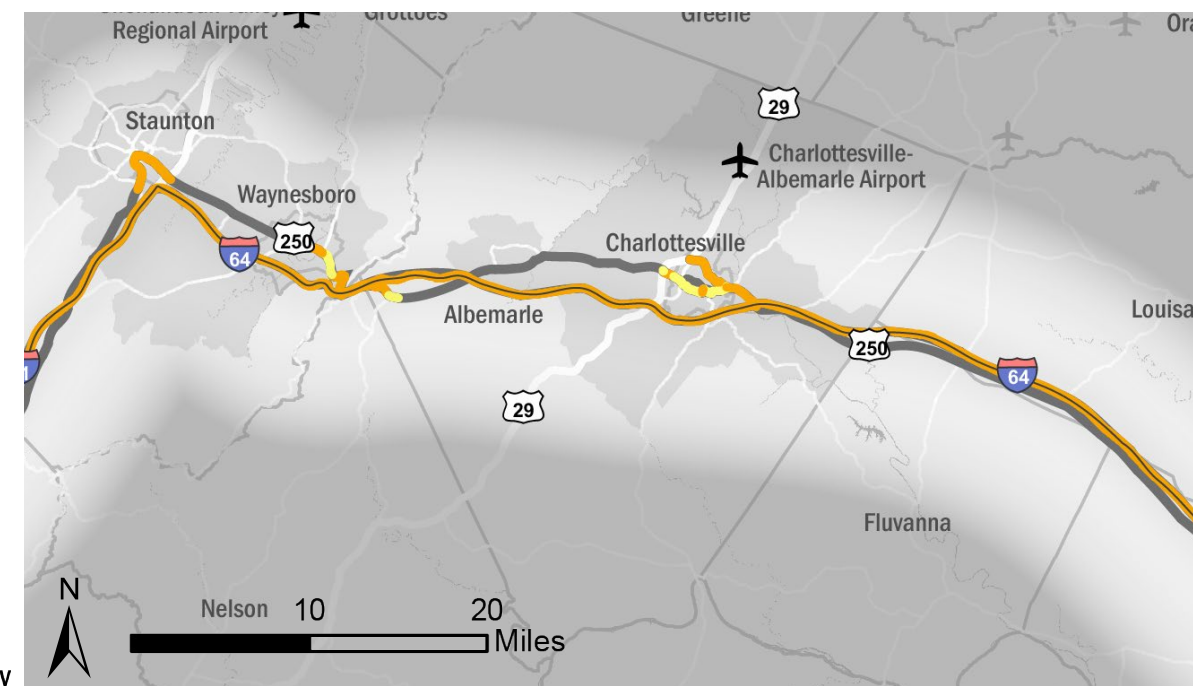 Regional Airport
Grottoes
Greene
29
Staunton
Charlottesville-
Albemarle Airport
Waynesboro
250
64
Charlottesville
Albemarle
Louisa
250
64
29
Fluvanna
N
Nelson
10
20
Miles